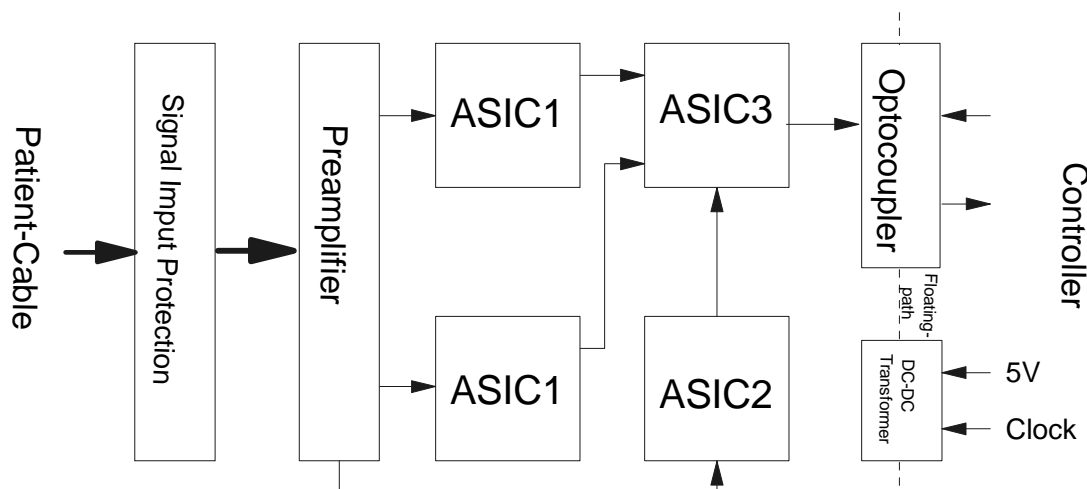 Patient-Cable
Signal Imput Protection
Preamplifier
ASIC1
ASIC1
ASIC3
ASIC2
Optocoupler
Floating-
path
DC-DC
Transformer
Controller
5V
Clock